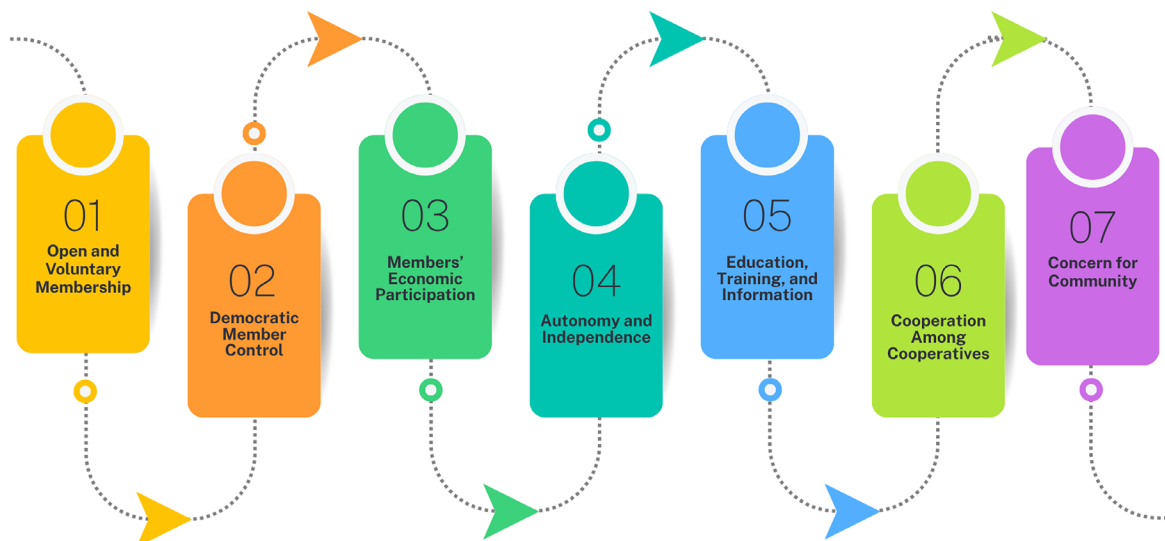 01
Open and
Voluntary
Membership
02
Democratic
Member
Control
03
Members’
Economic
Participation
04
Autonomy and
Independence
05
Education,
Training, and
Information
06
Cooperation
Among
Cooperatives
07
Concern for
Community